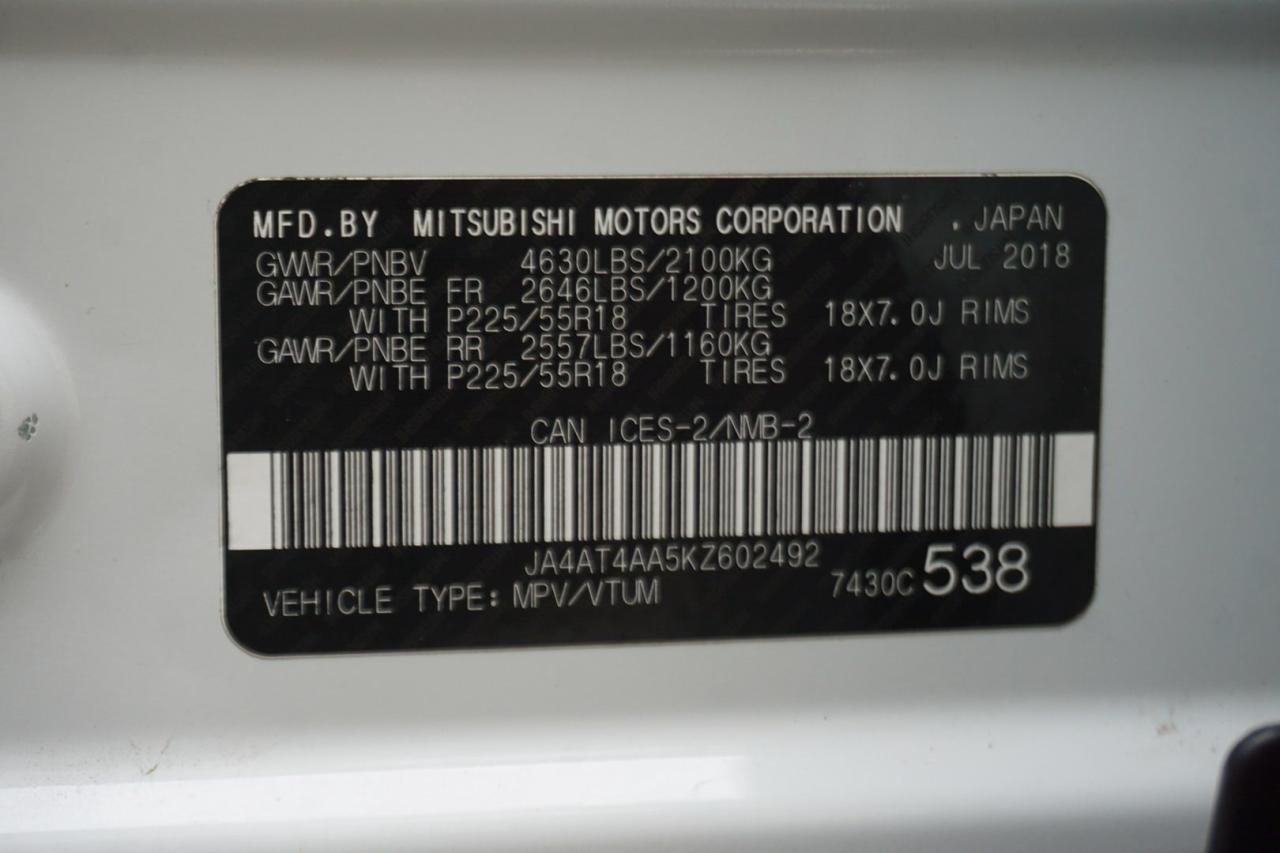 MFD.BY MITSUBISHI MOTORS CORPORATION .JAPAN
GVWR/PNBV 4630LBS/2100KG JUL 2018
GAWR/PNBE FR 2646LBS/1200KG
WITH P225/55R18 TIRES 18X7.0J RIMS
GAWR/PNBE RR 2557LBS/1160KG
WITH P225/55R18 TIRES 18X7.0J RIMS
CAN ICES-2/NMB-2
JA4AT4AA5KZ602492
VEHICLE TYPE: MPV/VTUM 7430C 538